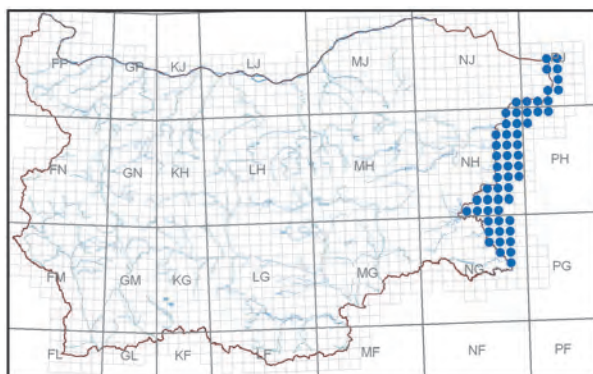 FP GP KJ LJ MJ NJ
FN GN KH LH MH NH PH
FM GM KG LG MG NG PG
FL GL KF LF MF NF PF